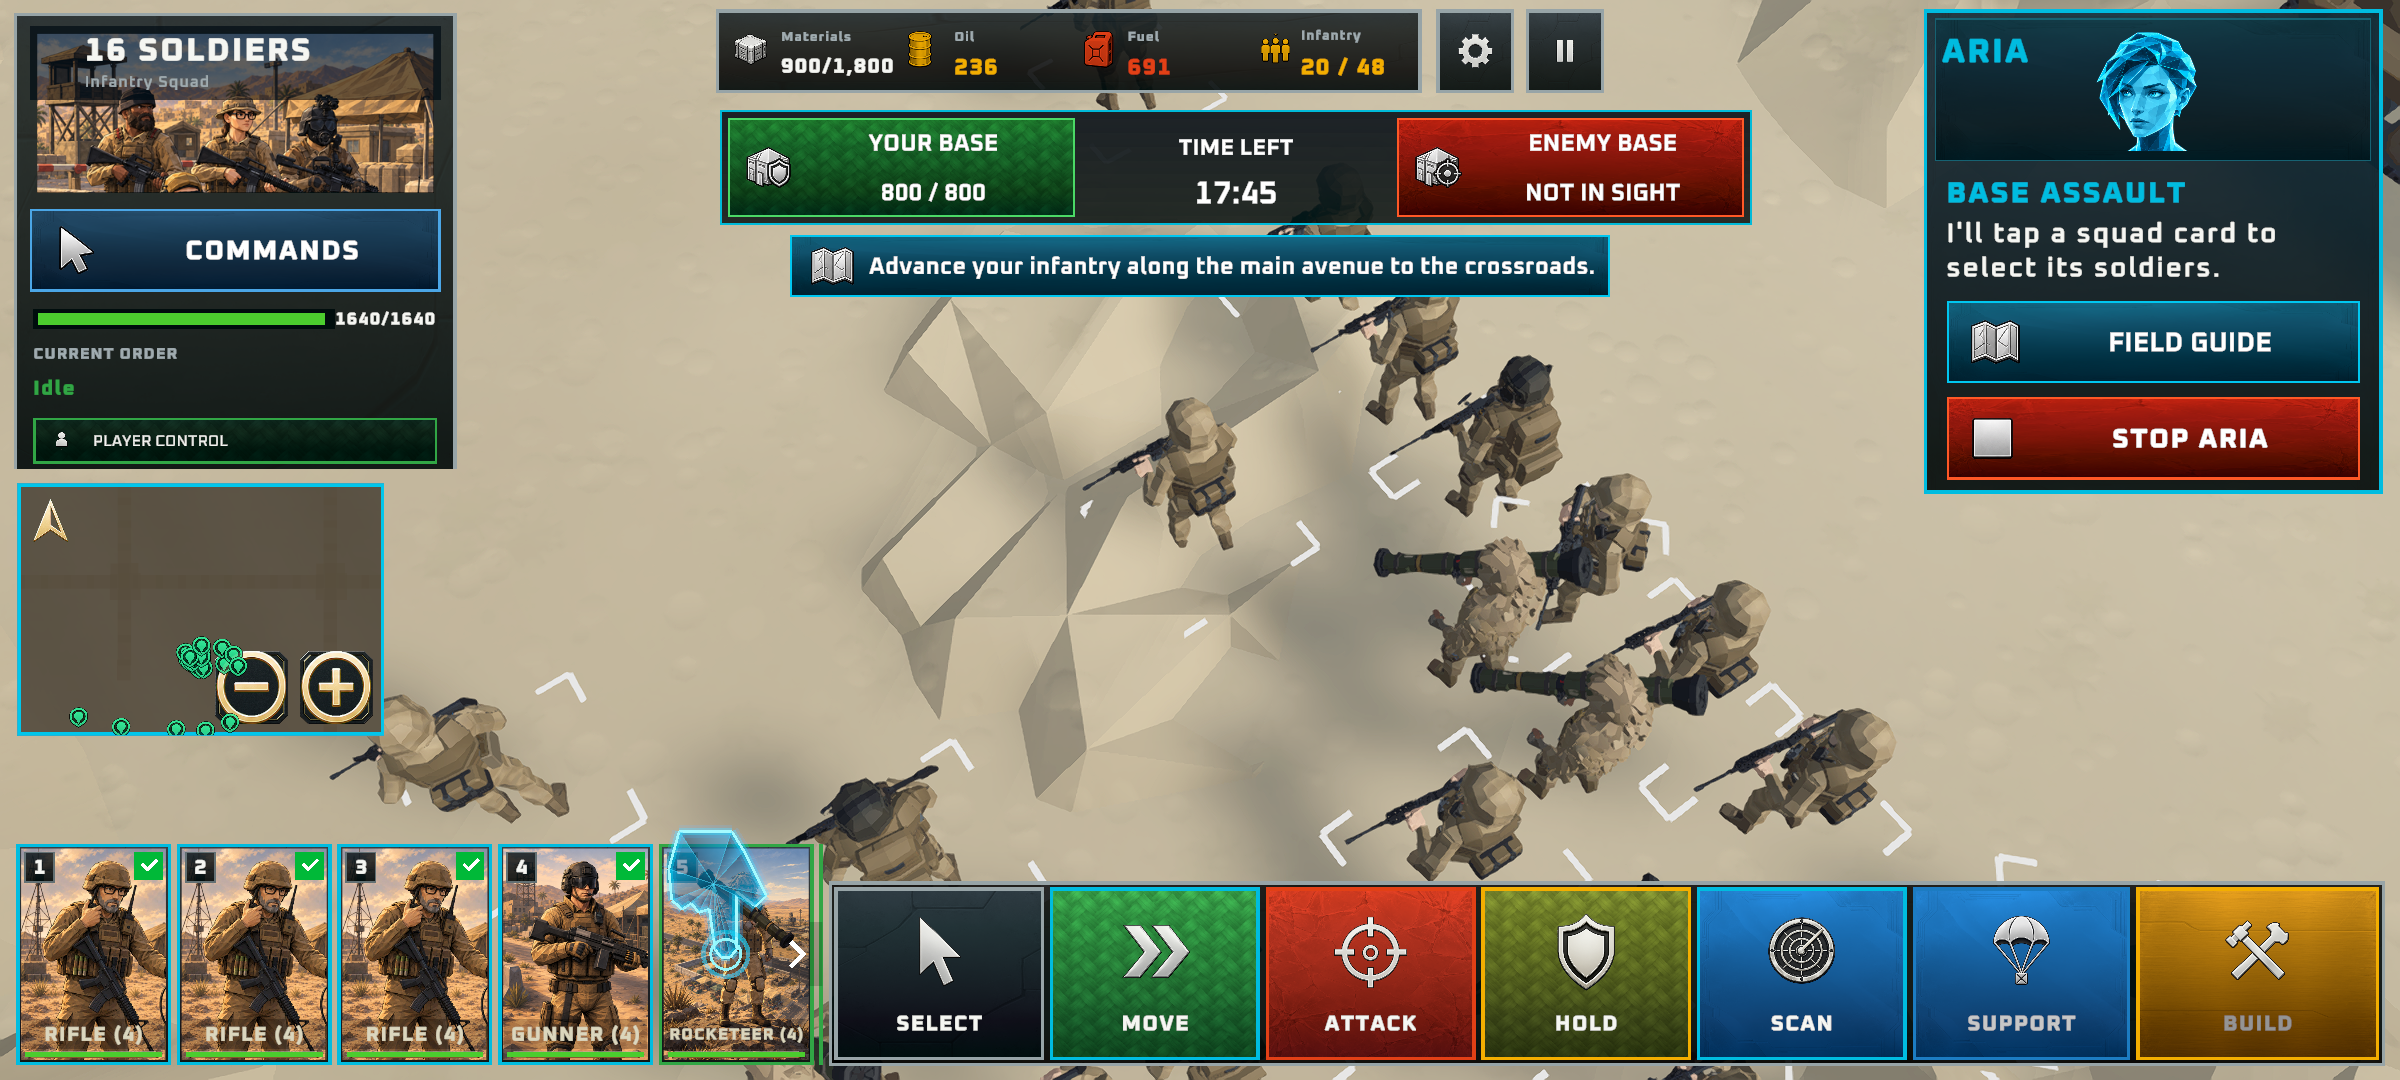 16 SOLDIERS
Infantry Squad
COMMANDS
1640/1640
CURRENT ORDER
Idle
PLAYER CONTROL
Materials
900/1,800
Oil
236
Fuel
691
Infantry
20 / 48
YOUR BASE
800 / 800
TIME LEFT
17:45
ENEMY BASE
NOT IN SIGHT
Advance your infantry along the main avenue to the crossroads.
ARIA
BASE ASSAULT
I'll tap a squad card to
select its soldiers.
FIELD GUIDE
STOP ARIA
1
RIFLE (4)
2
RIFLE (4)
3
RIFLE (4)
4
GUNNER (4)
5
ROCKETEER (4)
SELECT
MOVE
ATTACK
HOLD
SCAN
SUPPORT
BUILD